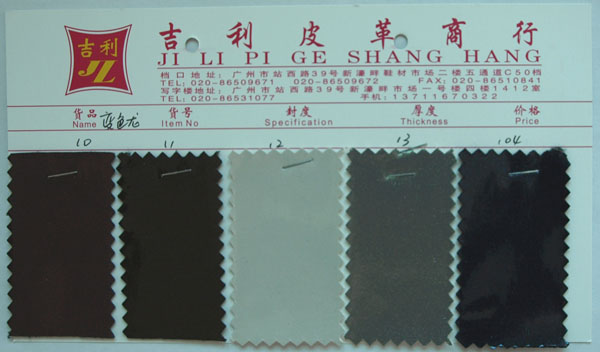 吉利
JL
吉利皮革商行
JI LI PI GE SHANG HANG
档口地址:广州市站西路39号新濠畔鞋材市场二楼五通道C50档
TEL:020-86509671 020-86509672 FAX:020-86510841
写字楼地址:广州市站西路39号新濠畔市场一号楼四楼1412室
TEL:020-86531077 手机:13711670322
货品 货号 封度 厚度 价格
Name 变色龙 Item No Specification Thickness Price
10 11 12 13 104